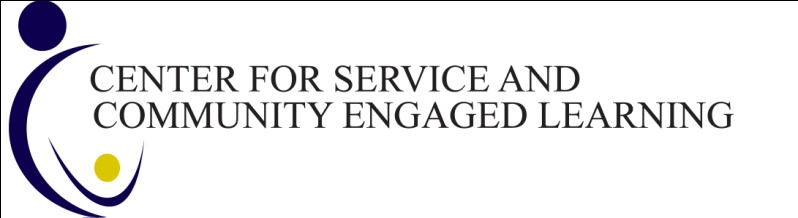 CENTER FOR SERVICE AND
COMMUNITY ENGAGED LEARNING